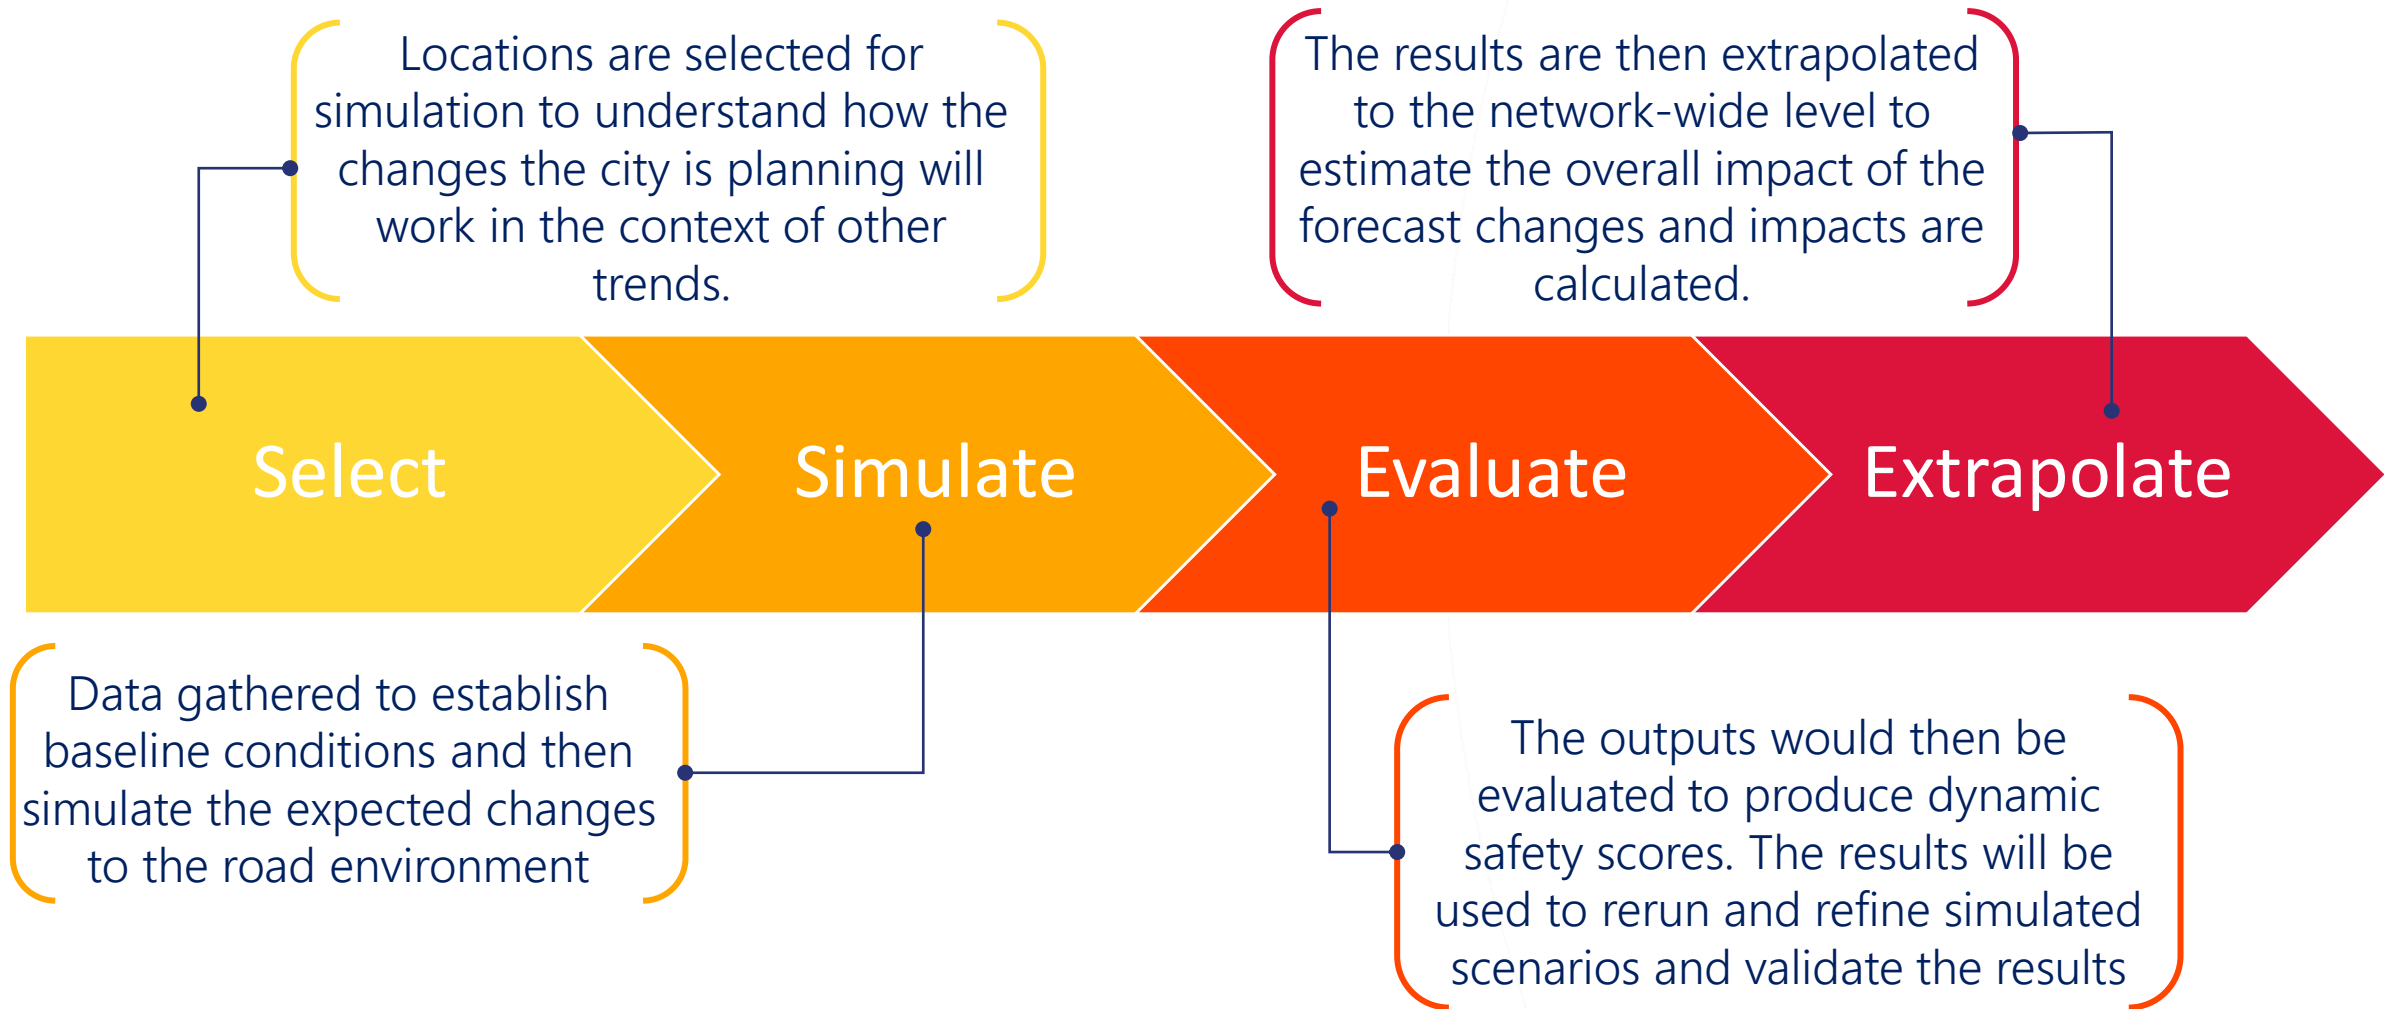 Locations are selected for
simulation to understand how the
changes the city is planning will
work in the context of other
trends.
The results are then extrapolated
to the network-wide level to
estimate the overall impact of the
forecast changes and impacts are
calculated.
Select
Simulate
Evaluate
Extrapolate
Data gathered to establish
baseline conditions and then
simulate the expected changes
to the road environment
The outputs would then be
evaluated to produce dynamic
safety scores. The results will be
used to rerun and refine simulated
scenarios and validate the results